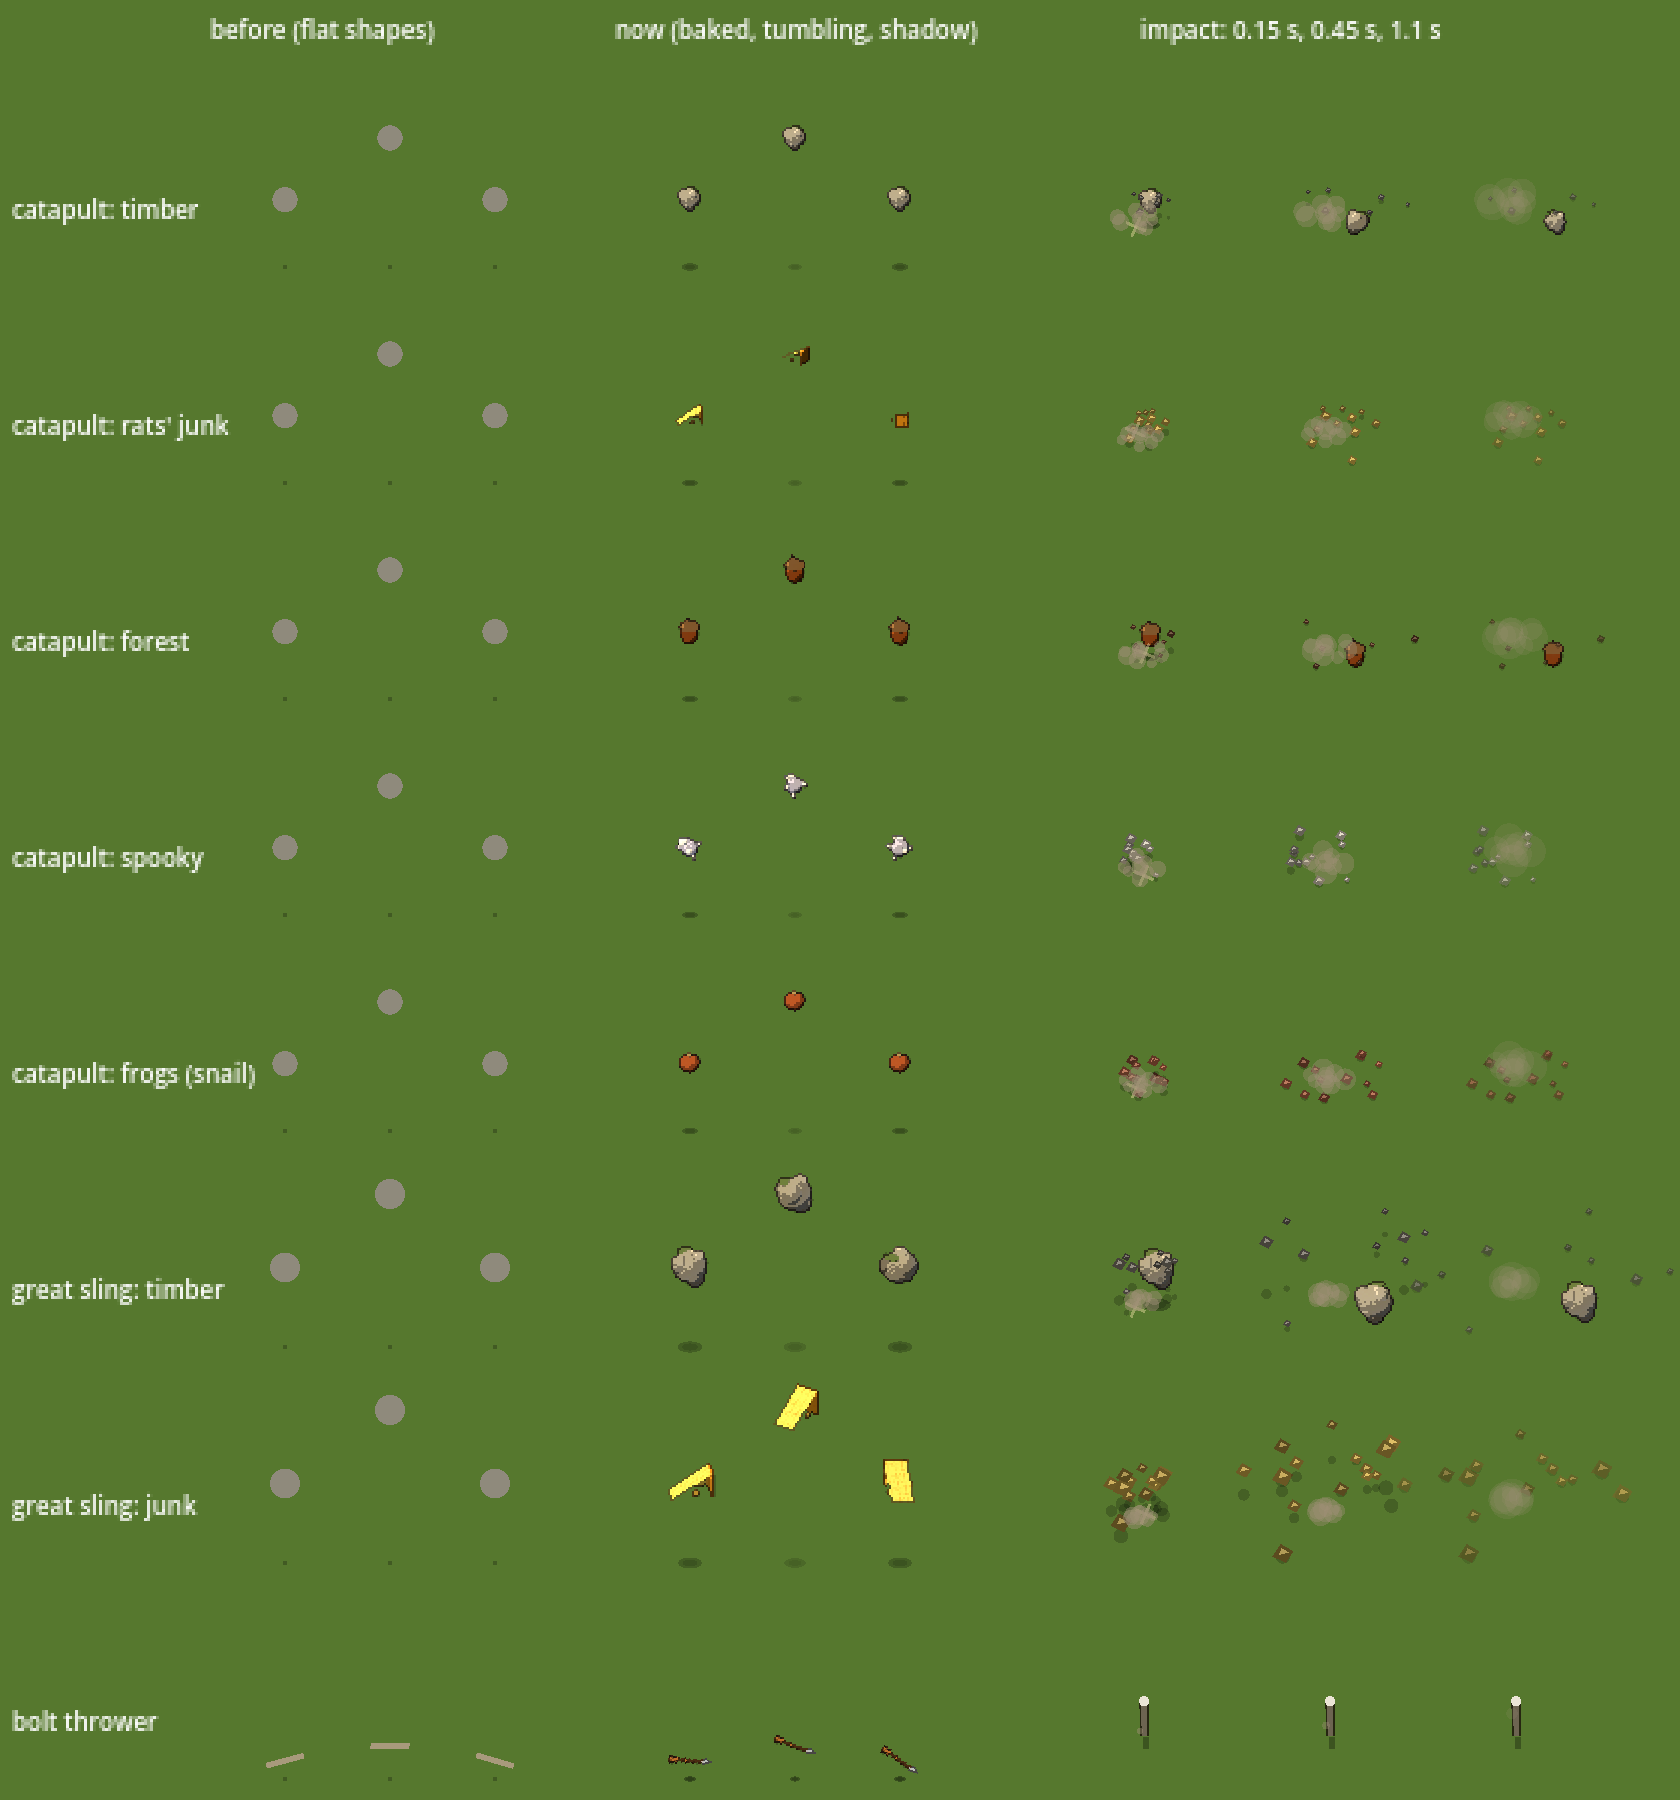 before (flat shapes)
now (baked, tumbling, shadow)
impact: 0.15 s, 0.45 s, 1.1 s
catapult: timber
catapult: rats' junk
catapult: forest
catapult: spooky
catapult: frogs (snail)
great sling: timber
great sling: junk
bolt thrower